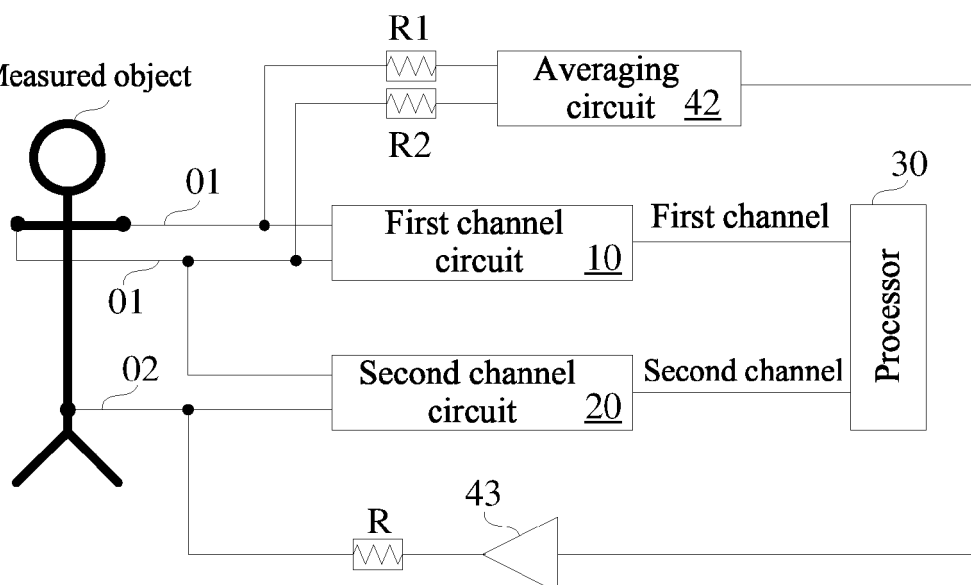 R1
Measured object
Averaging
circuit 42
R2
01
30
First channel
First channel
circuit 10
01
Processor
02
Second channel
Second channel
circuit 20
43
R